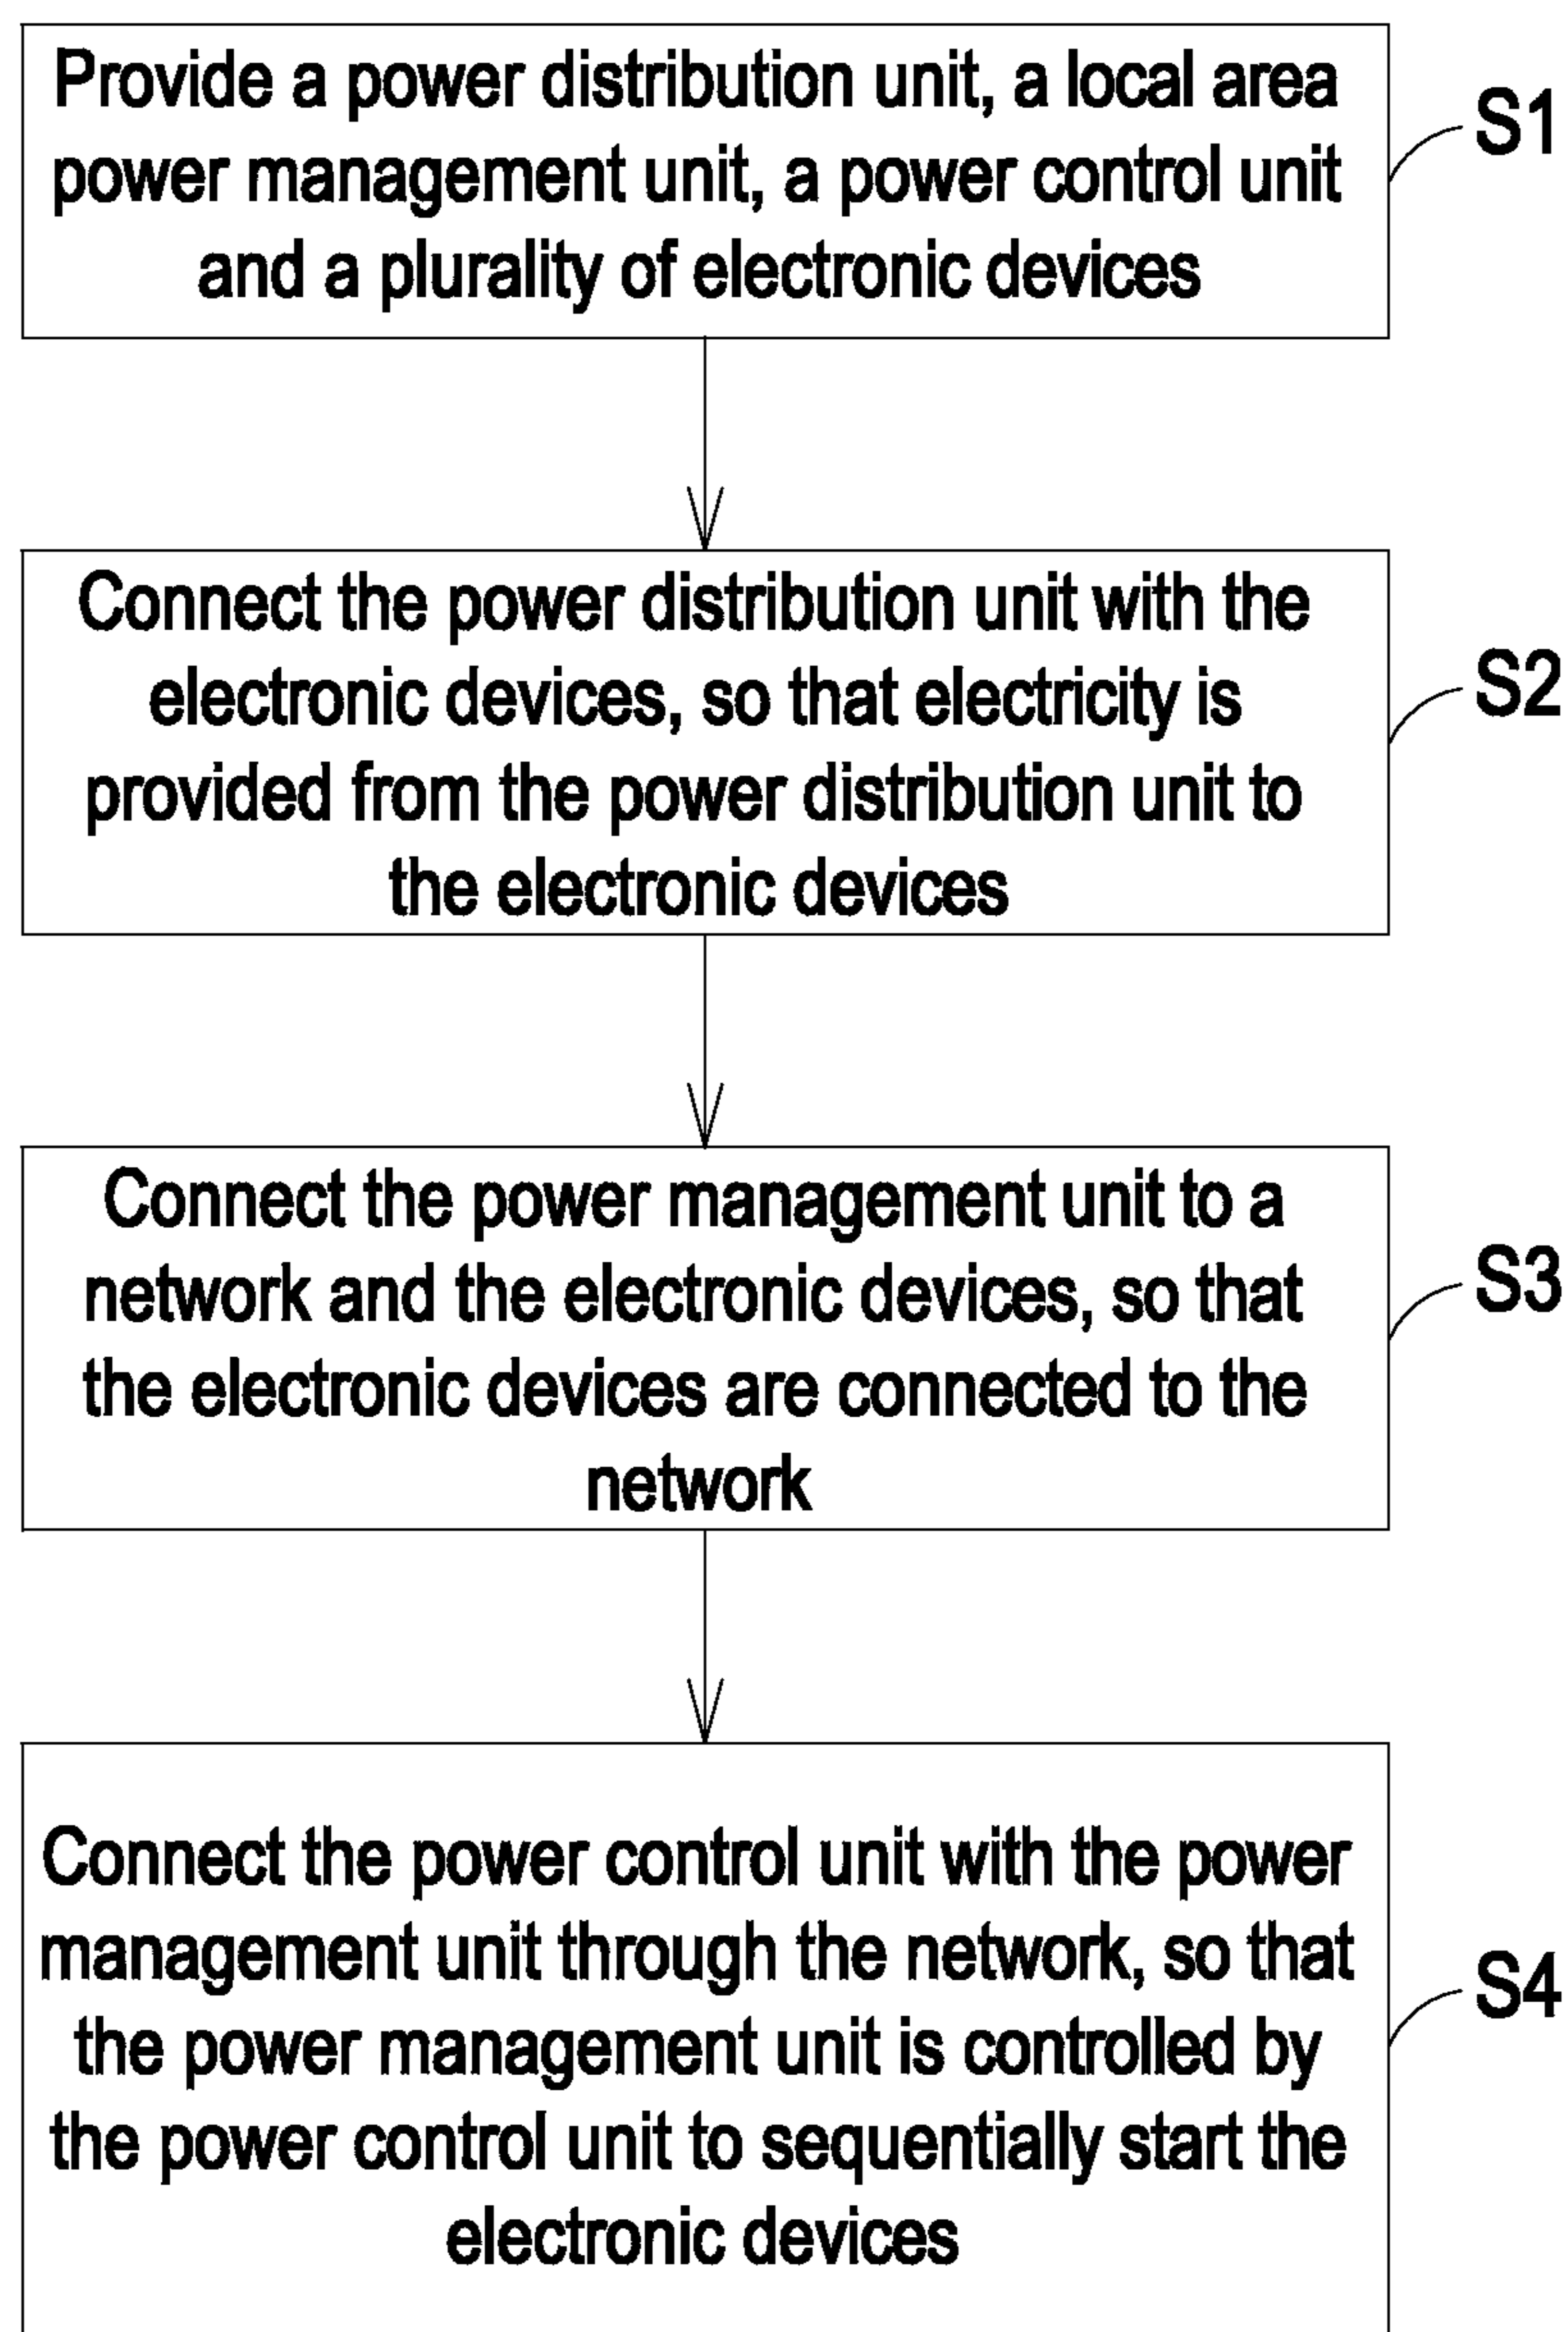 Provide a power distribution unit, a local area
power management unit, a power control unit
and a plurality of electronic devices
S1
Connect the power distribution unit with the
electronic devices, so that electricity is
provided from the power distribution unit to
the electronic devices
S2
Connect the power management unit to a
network and the electronic devices, so that
the electronic devices are connected to the
network
S3
Connect the power control unit with the power
management unit through the network, so that
the power management unit is controlled by
the power control unit to sequentially start the
electronic devices
S4